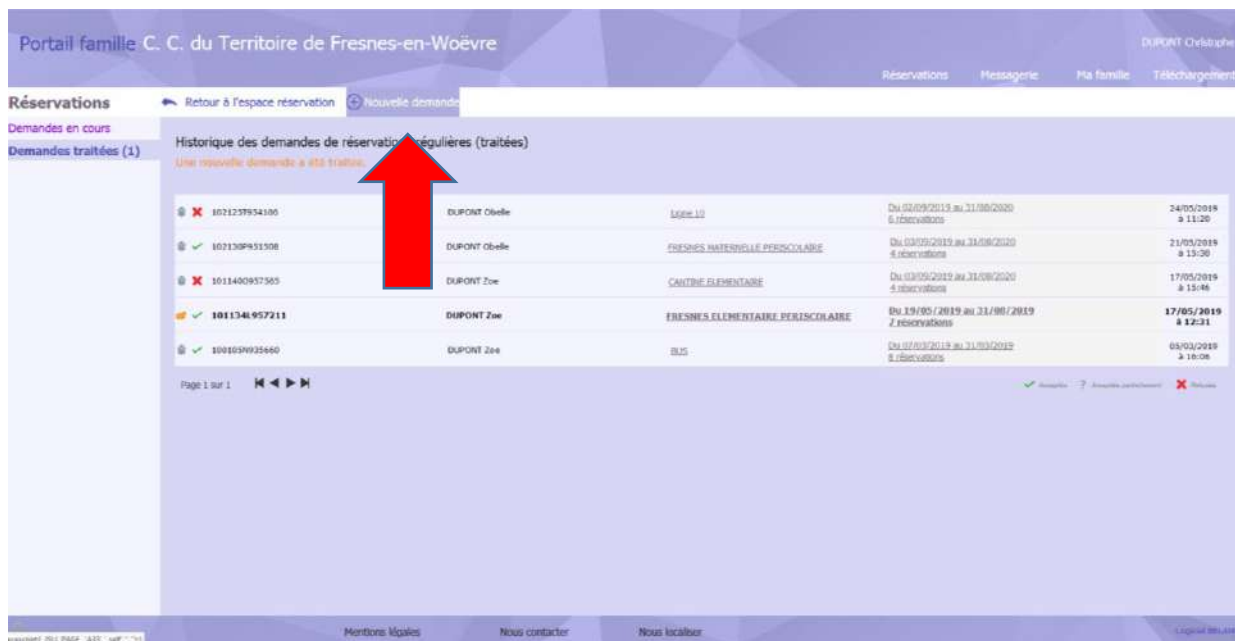 Portail famille C. C. du Territoire de Fresnes-en-Woëvre
DUPONT Christophe
Réservations Messagerie Ma famille Téléchargement
Réservations
Retour à l'espace réservation
Nouvelle demande
Demandes en cours
Demandes traitées (1)
Historique des demandes de réservation régulières (traitées)
Une nouvelle demande a été traitée.
DUPONT Obelle Ligne 10 Du 02/09/2019 au 31/08/2020 24/05/2019
6 réservations à 11:20
DUPONT Obelle FRESNES MATERNELLE PERISCOLAIRE Du 03/09/2019 au 31/08/2020 21/05/2019
4 réservations à 15:30
DUPONT Zoe CANTINE ELEMENTAIRE Du 03/09/2019 au 31/08/2020 17/05/2019
4 réservations à 15:46
101134L957211 DUPONT Zoe FRESNES ELEMENTAIRE PERISCOLAIRE Du 19/05/2019 au 31/08/2019 17/05/2019
à 12:31
DUPONT Zoe BUS Du 07/03/2019 au 31/03/2019 05/03/2019
8 réservations à 16:06
Page 1 sur 1
Mentions légales Nous contacter Nous localiser